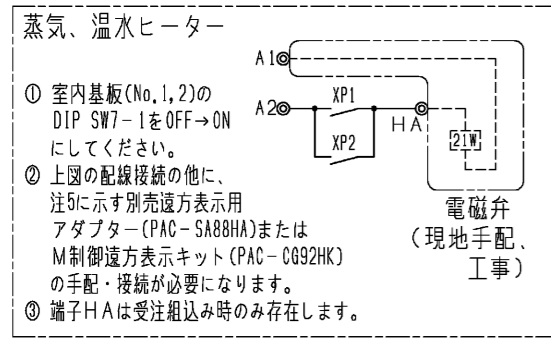 蒸気、温水ヒーター
① 室内基板(No.1,2)の
DIP SW7-1をOFF→ON
にしてください。
② 上図の配線接続の他に、
注5に示す別売遠方表示用
アダプター(PAC-SA88HA)または
M制御遠方表示キット(PAC-CG92HK)
の手配・接続が必要になります。
③ 端子HAは受注組込み時のみ存在します。
A1
A2
XP1
XP2
HA
21W
電磁弁
(現地手配、
工事)